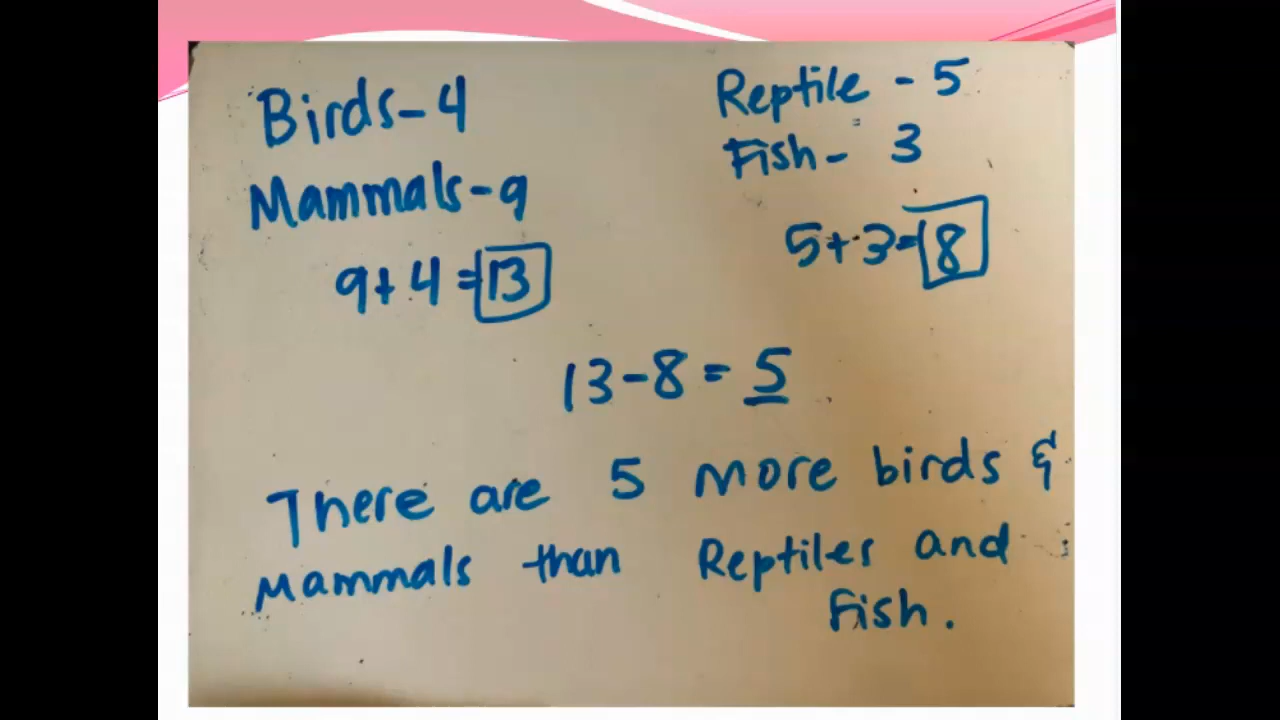 Birds-4
Mammals-9
9+4=13
Reptile - 5
Fish- 3
5+3=8
13-8=5
There are 5 more birds &
Mammals than Reptiles and
Fish.